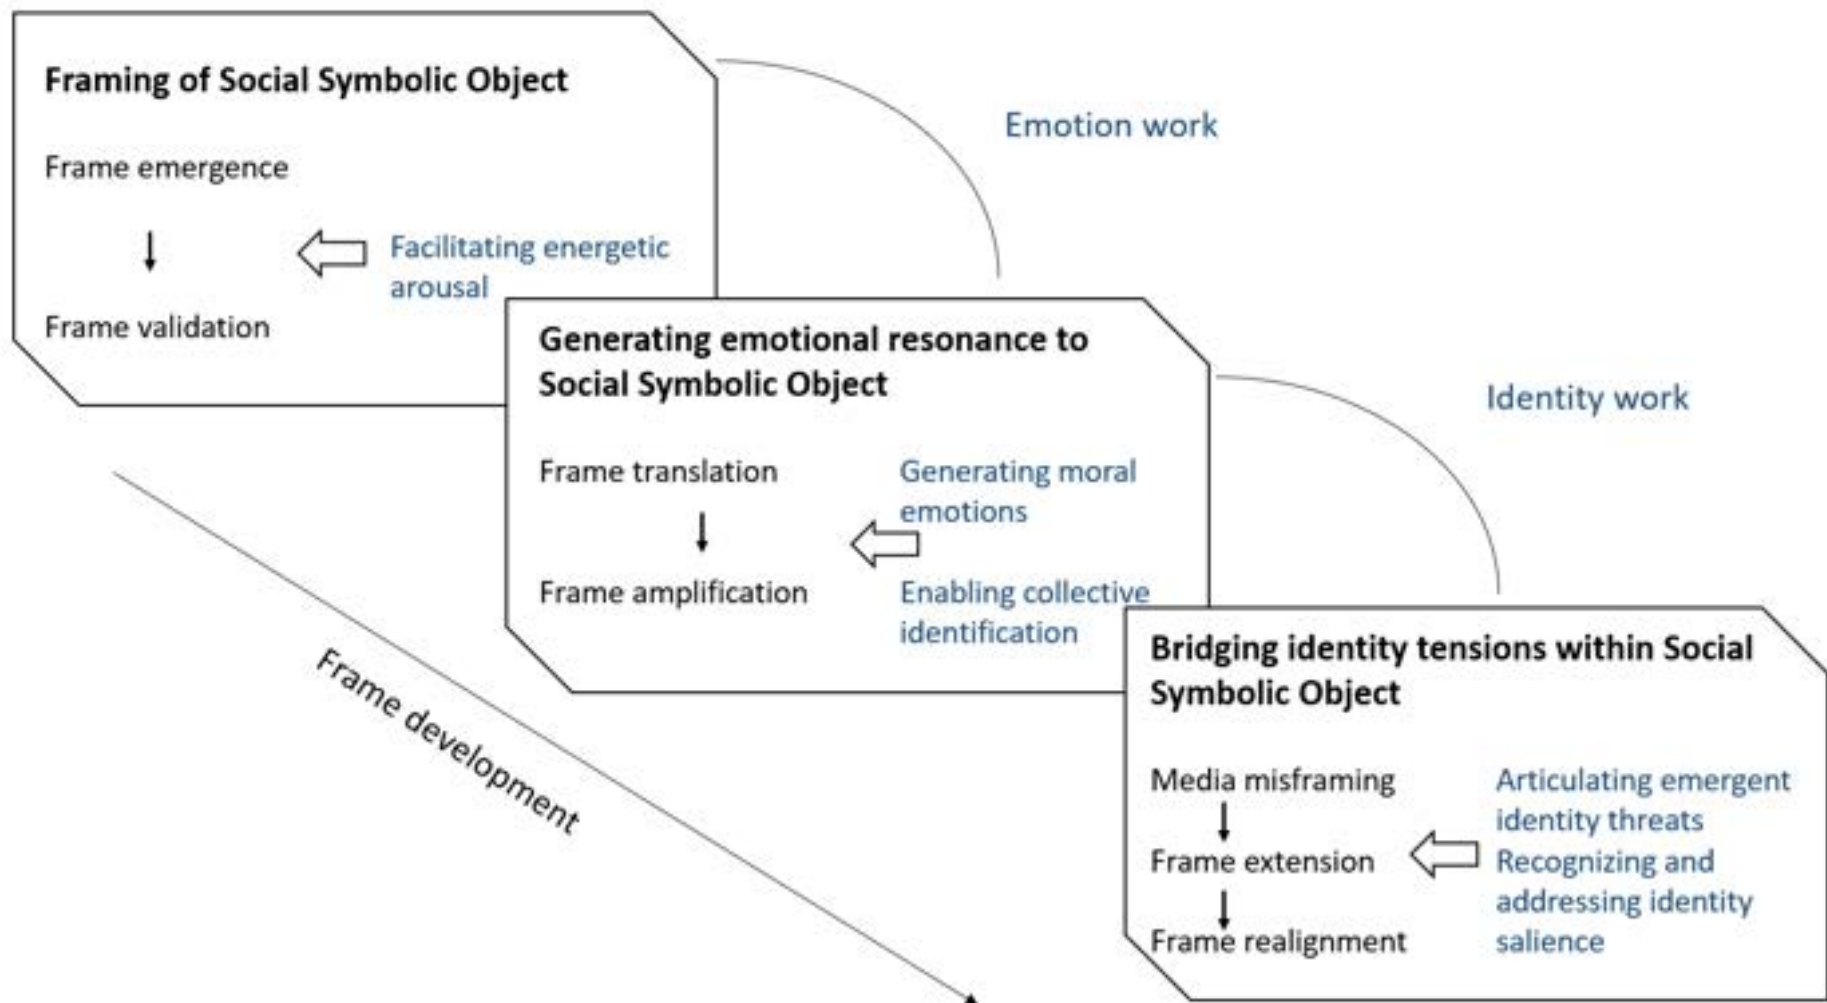 Framing of Social Symbolic Object
Frame emergence
Facilitating energetic
arousal
Frame validation
Emotion work
Generating emotional resonance to
Social Symbolic Object
Frame translation
Generating moral
emotions
Frame amplification
Enabling collective
identification
Identity work
Bridging identity tensions within Social
Symbolic Object
Media misframing
Frame extension
Frame realignment
Articulating emergent
identity threats
Recognizing and
addressing identity
salience
Frame development